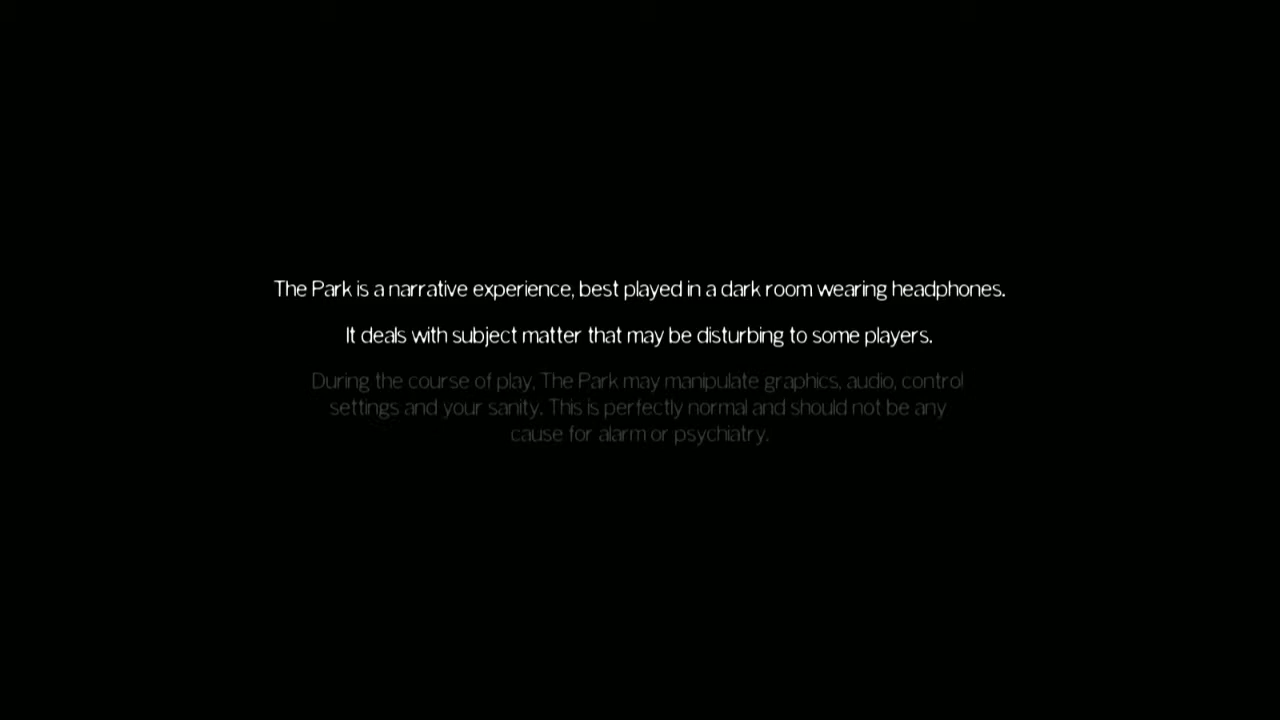 The Park is a narrative experience, best played in a dark room wearing headphones.
It deals with subject matter that may be disturbing to some players.
During the course of play, The Park may manipulate graphics, audio, control
settings and your sanity. This is perfectly normal and should not be any
cause for alarm or psychiatry.